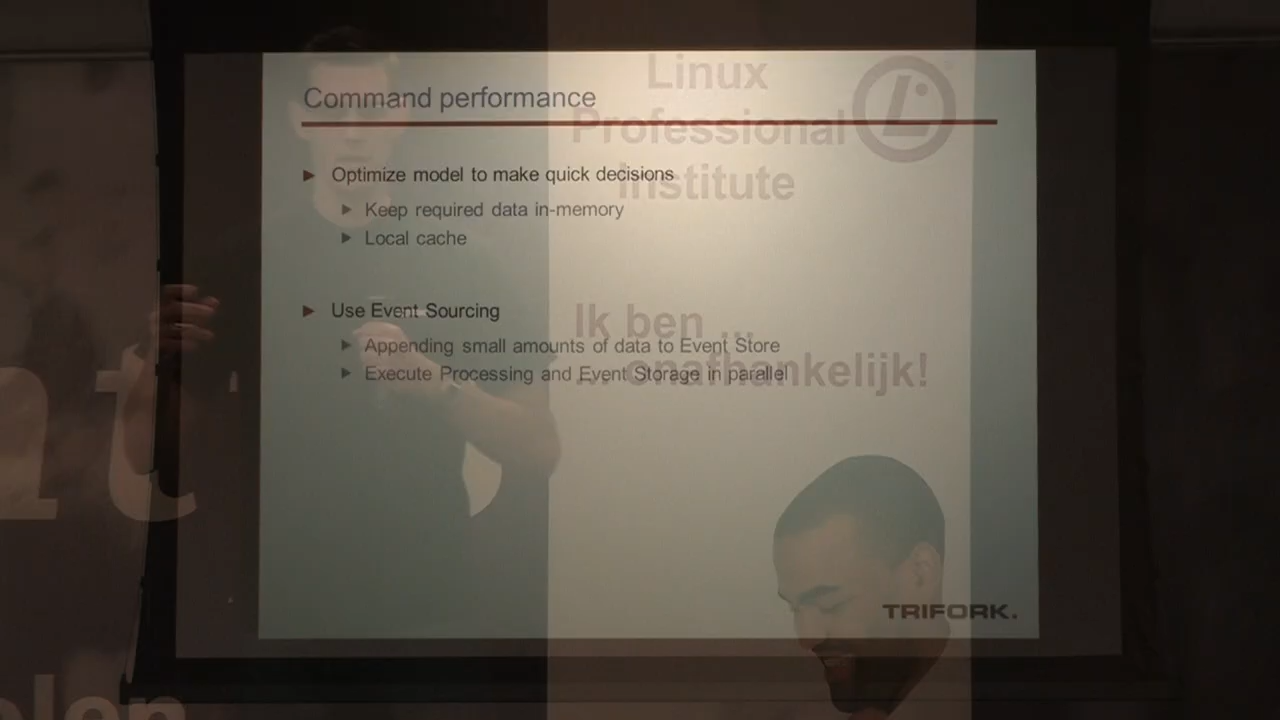 Command performance
Optimize model to make quick decisions
Keep required data in-memory
Local cache
Use Event Sourcing
Appending small amounts of data to Event Store
Execute Processing and Event Storage in parallel
TRIFORK.
Linux
Professional
Institute
Ik ben ...
... onafhankelijk!
nt